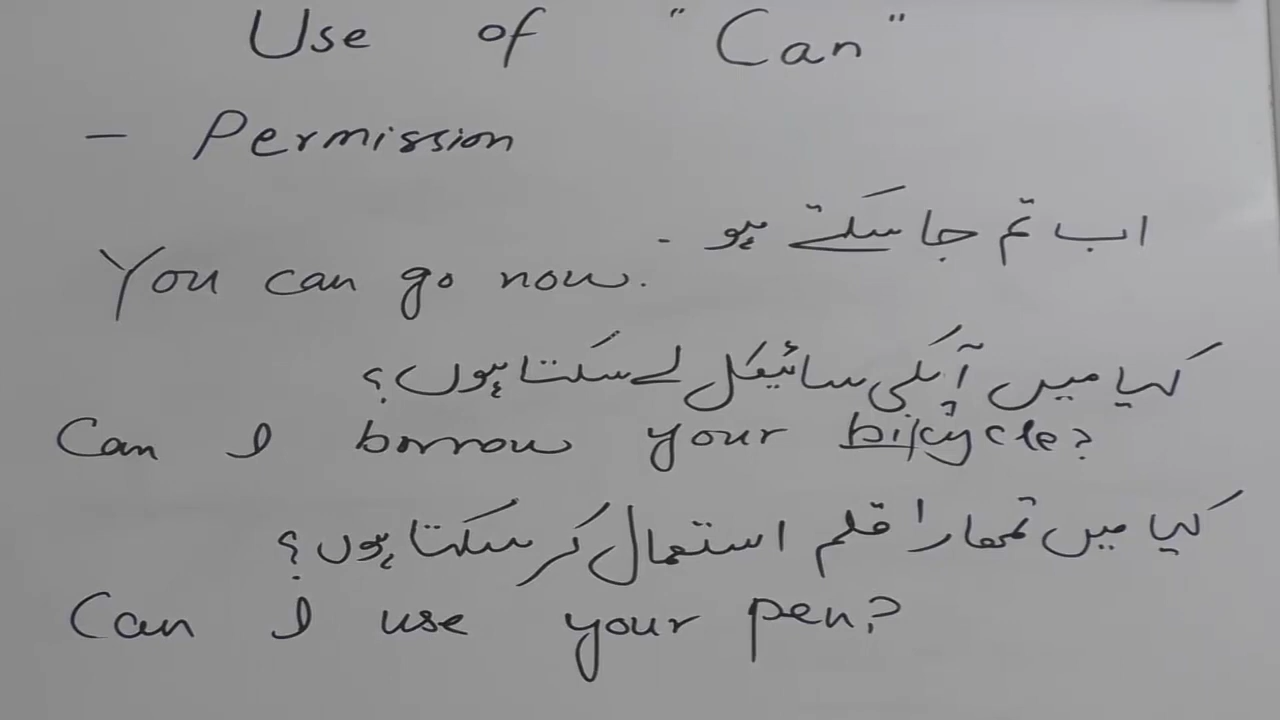 Use of "Can"
– Permission
اب تم جا سکتے ہو۔
You can go now.
کیا میں آپکی سائیکل لے سکتا ہوں؟
Can I borrow your bicycle?
کیا میں تمھارا قلم استعمال کر سکتا ہوں؟
Can I use your pen?